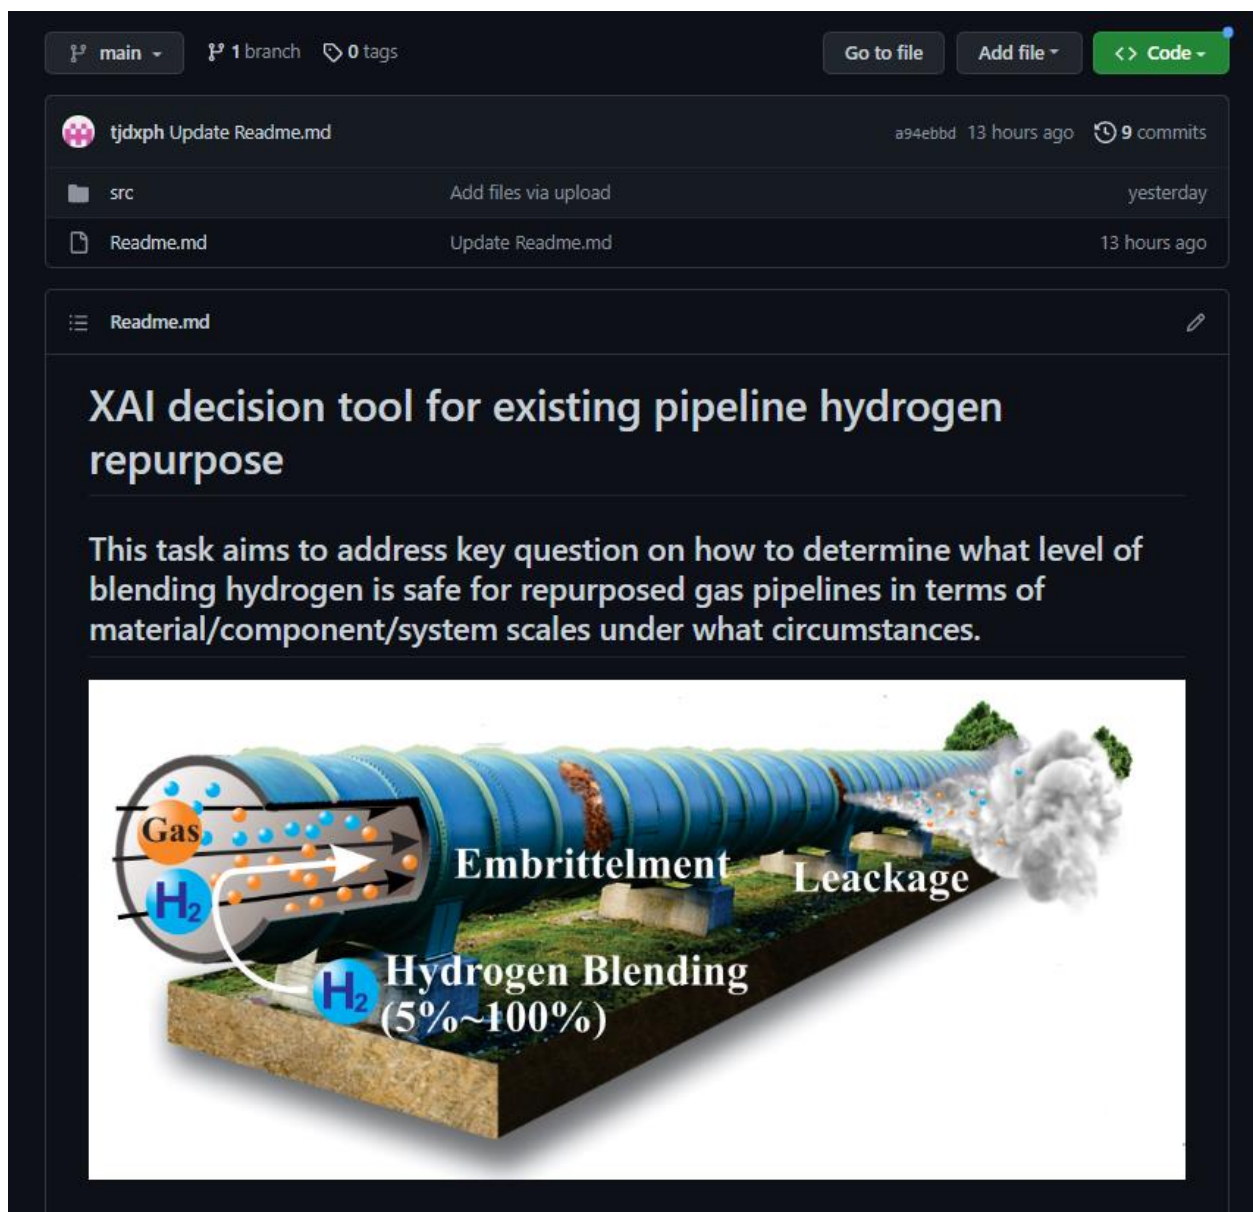 main 1 branch 0 tags Go to file Add file <> Code
tjdxph Update Readme.md a94ebbd 13 hours ago 9 commits
src Add files via upload yesterday
Readme.md Update Readme.md 13 hours ago
Readme.md
XAI decision tool for existing pipeline hydrogen
repurpose
This task aims to address key question on how to determine what level of
blending hydrogen is safe for repurposed gas pipelines in terms of
material/component/system scales under what circumstances.
Gas
H2
Embrittelment
Leackage
H2
Hydrogen Blending
(5%~100%)